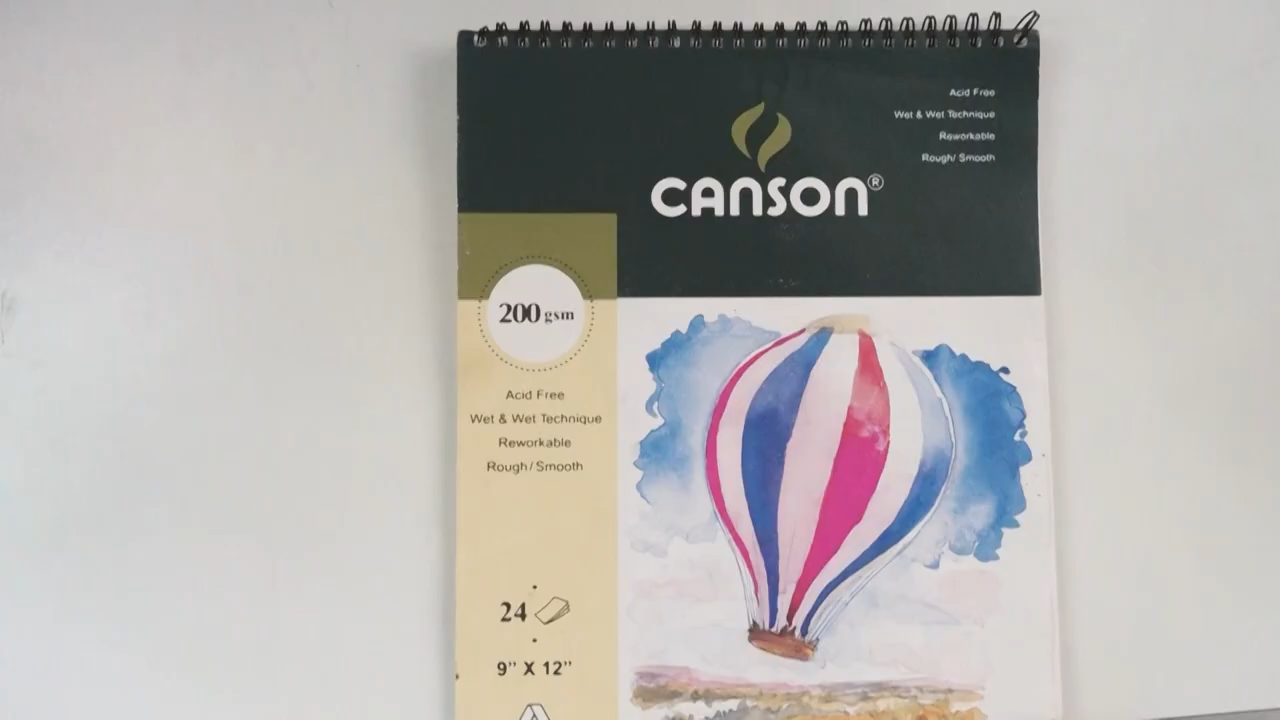 Acid Free
Wet & Wet Technique
Reworkable
Rough/ Smooth
CANSON®
200 gsm
Acid Free
Wet & Wet Technique
Reworkable
Rough/ Smooth
24
9” X 12”